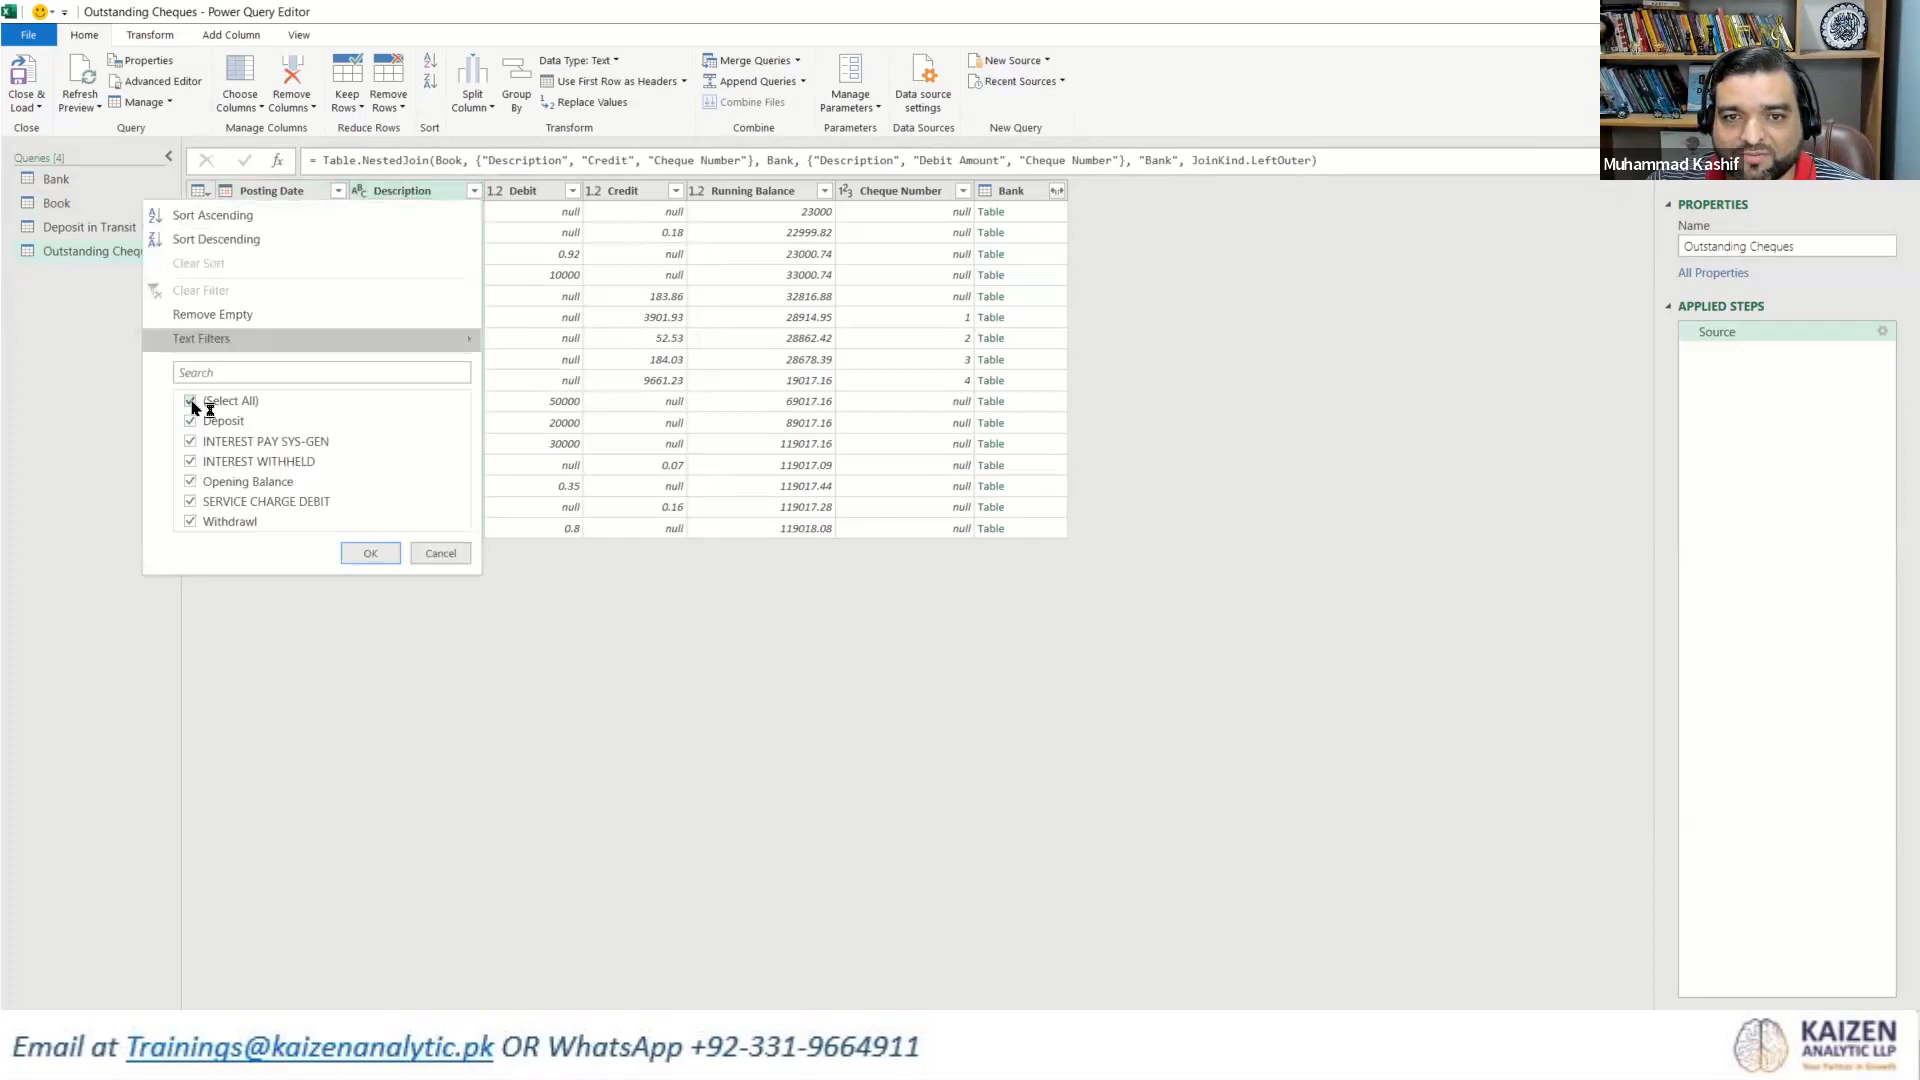 Outstanding Cheques - Power Query Editor
File Home Transform Add Column View
Close & Load
Close
Refresh Preview
Properties
Advanced Editor
Manage
Query
Choose Columns
Remove Columns
Manage Columns
Keep Rows
Remove Rows
Reduce Rows
Sort
Split Column
Group By
Data Type: Text
Use First Row as Headers
Replace Values
Transform
Merge Queries
Append Queries
Combine Files
Combine
Manage Parameters
Parameters
Data source settings
Data Sources
New Source
Recent Sources
New Query
Muhammad Kashif
Queries [4]
Bank
Book
Deposit in Transit
Outstanding Chequ
= Table.NestedJoin(Book, {"Description", "Credit", "Cheque Number"}, Bank, {"Description", "Debit Amount", "Cheque Number"}, "Bank", JoinKind.LeftOuter)
Posting Date Description 1.2 Debit 1.2 Credit 1.2 Running Balance Cheque Number Bank
null null 23000 null Table
null 0.18 22999.82 null Table
0.92 null 23000.74 null Table
10000 null 33000.74 null Table
null 183.86 32816.88 null Table
null 3901.93 28914.95 1 Table
null 52.53 28862.42 2 Table
null 184.03 28678.39 3 Table
null 9661.23 19017.16 4 Table
50000 null 69017.16 null Table
20000 null 89017.16 null Table
30000 null 119017.16 null Table
null 0.07 119017.09 null Table
0.35 null 119017.44 null Table
null 0.16 119017.28 null Table
0.8 null 119018.08 null Table
Sort Ascending
Sort Descending
Clear Sort
Clear Filter
Remove Empty
Text Filters
Search
(Select All)
Deposit
INTEREST PAY SYS-GEN
INTEREST WITHHELD
Opening Balance
SERVICE CHARGE DEBIT
Withdrawl
OK Cancel
PROPERTIES
Name
Outstanding Cheques
All Properties
APPLIED STEPS
Source
Email at Trainings@kaizenanalytic.pk OR WhatsApp +92-331-9664911
KAIZEN
ANALYTIC LLP
Your Partner in Growth